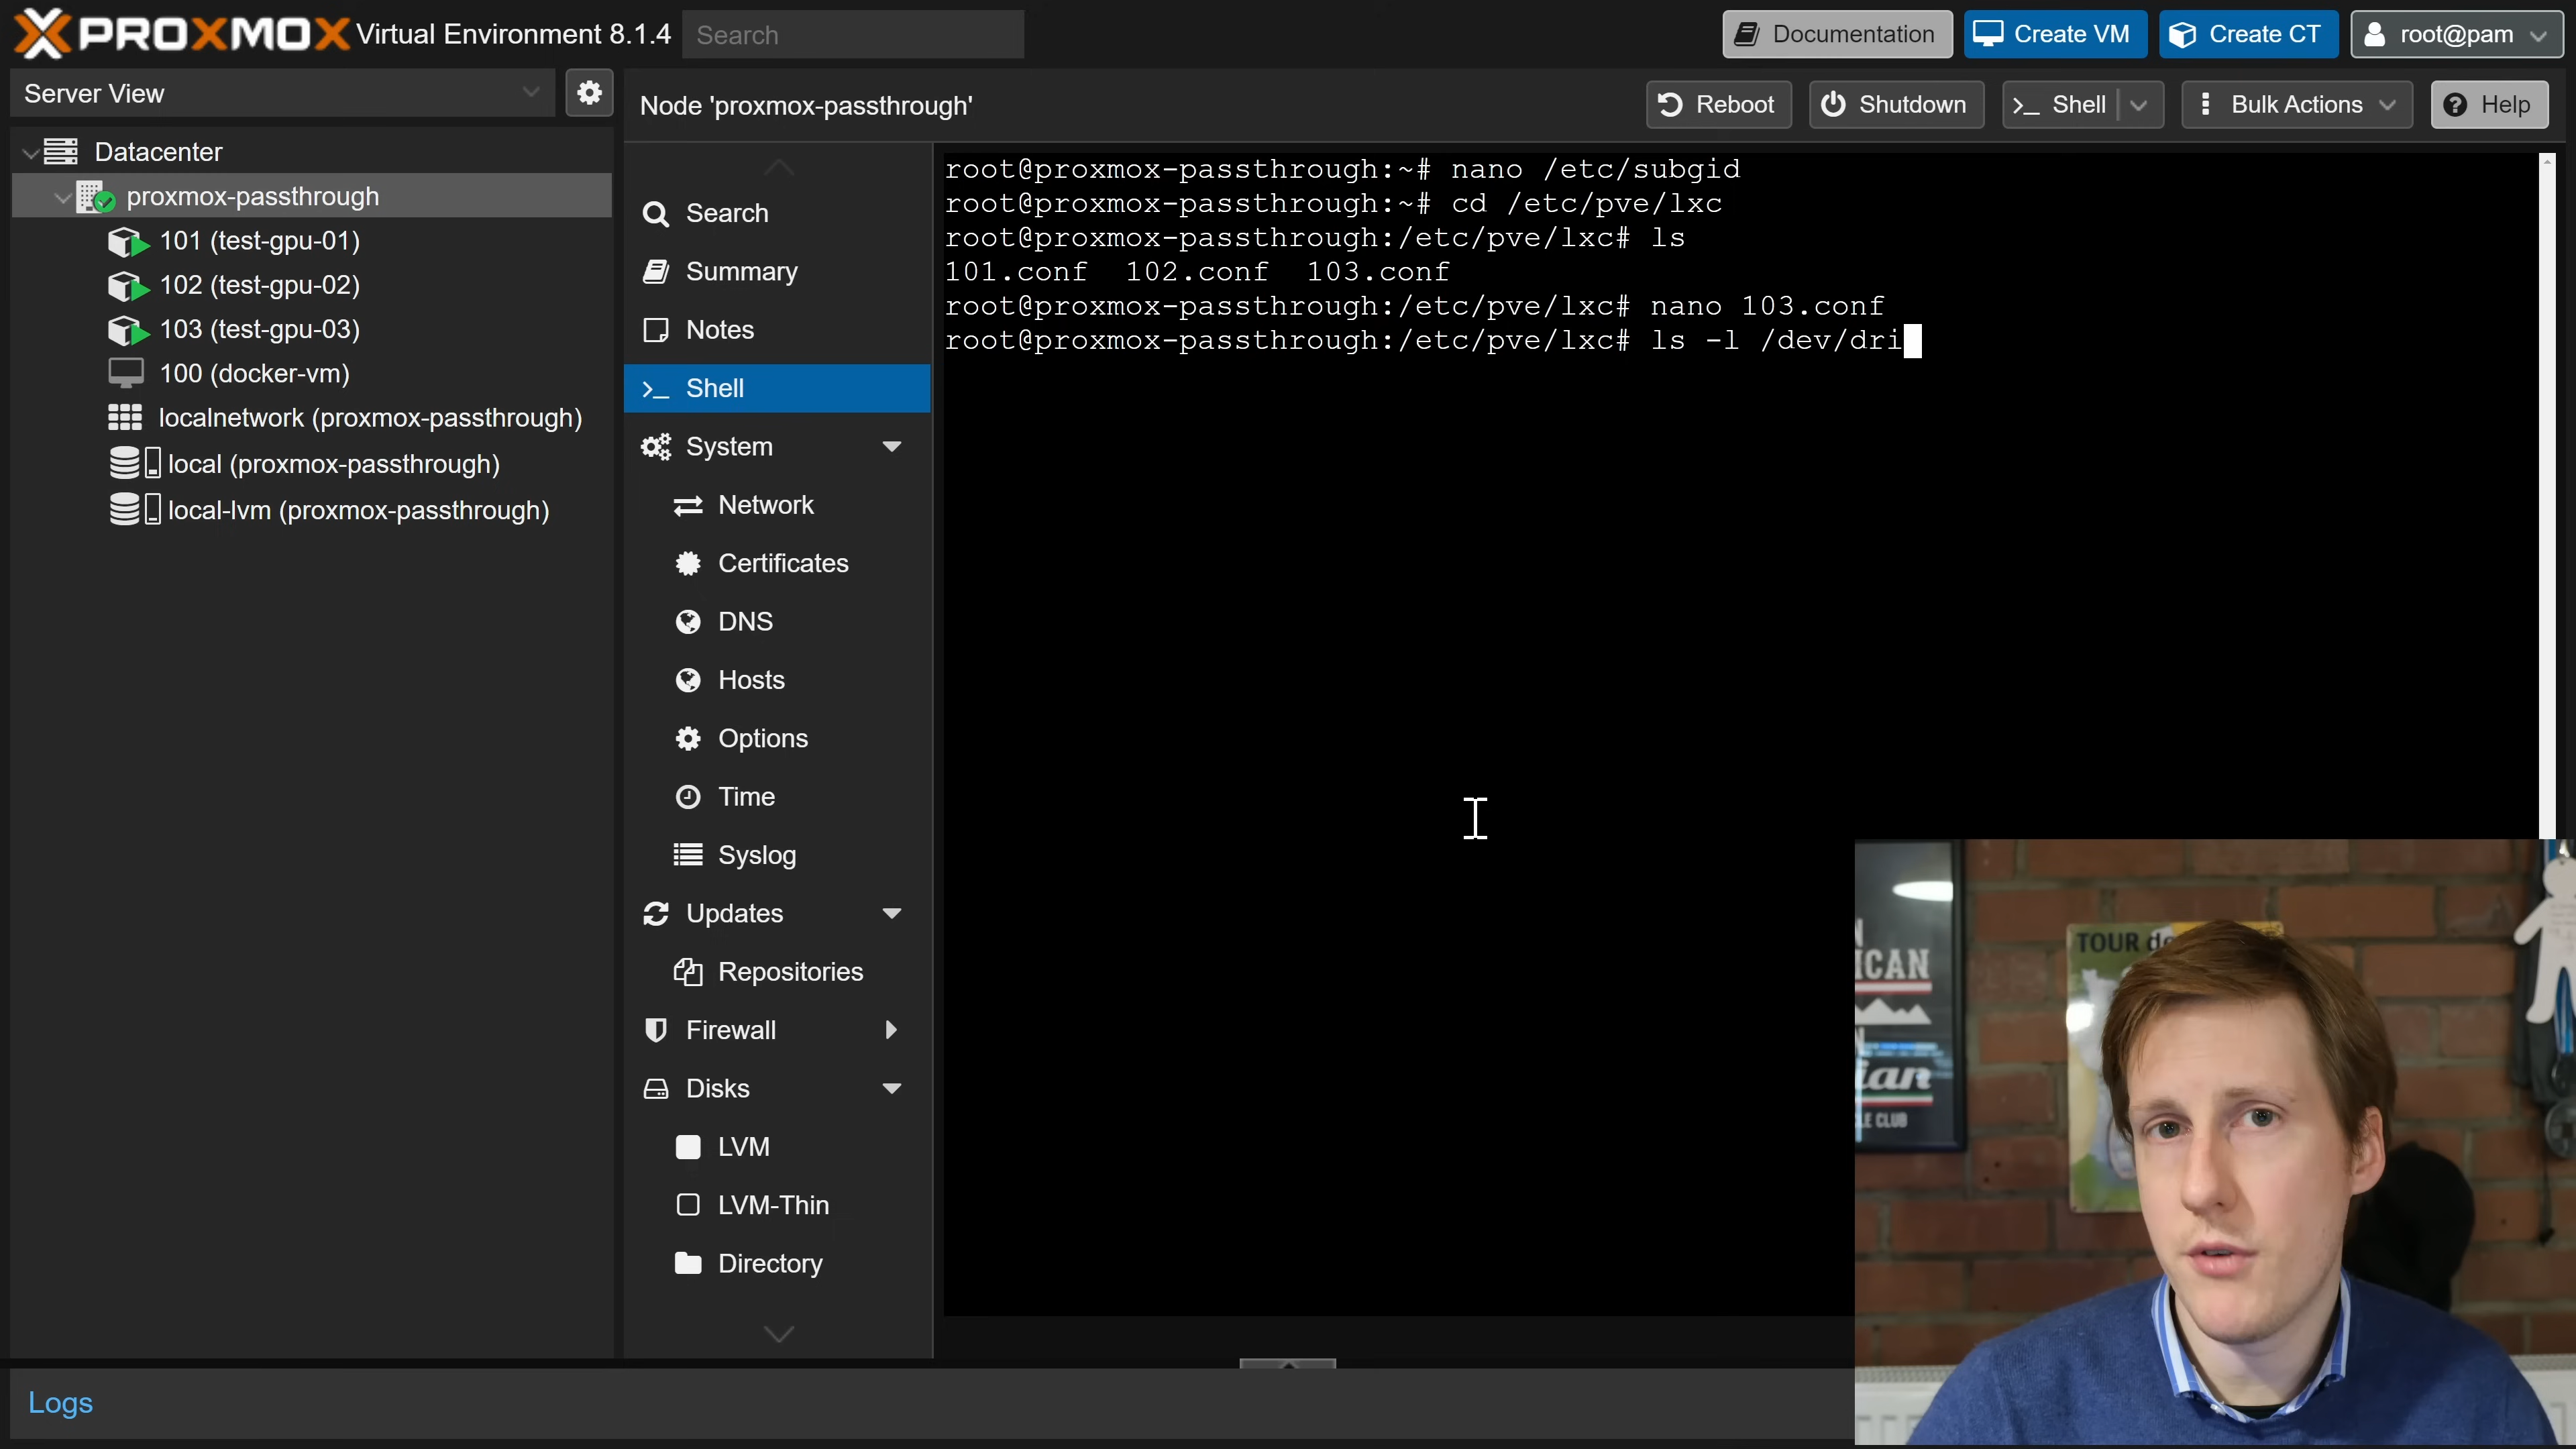 PROXMOX Virtual Environment 8.1.4
Search
Documentation
Create VM
Create CT
root@pam
Server View
Datacenter
proxmox-passthrough
101 (test-gpu-01)
102 (test-gpu-02)
103 (test-gpu-03)
100 (docker-vm)
localnetwork (proxmox-passthrough)
local (proxmox-passthrough)
local-lvm (proxmox-passthrough)
Node 'proxmox-passthrough'
Reboot
Shutdown
Shell
Bulk Actions
Help
Search
Summary
Notes
Shell
System
Network
Certificates
DNS
Hosts
Options
Time
Syslog
Updates
Repositories
Firewall
Disks
LVM
LVM-Thin
Directory
root@proxmox-passthrough:~# nano /etc/subgid
root@proxmox-passthrough:~# cd /etc/pve/lxc
root@proxmox-passthrough:/etc/pve/lxc# ls
101.conf 102.conf 103.conf
root@proxmox-passthrough:/etc/pve/lxc# nano 103.conf
root@proxmox-passthrough:/etc/pve/lxc# ls -l /dev/dri
TOUR de
ICAN
ian
LE CLUB
Logs